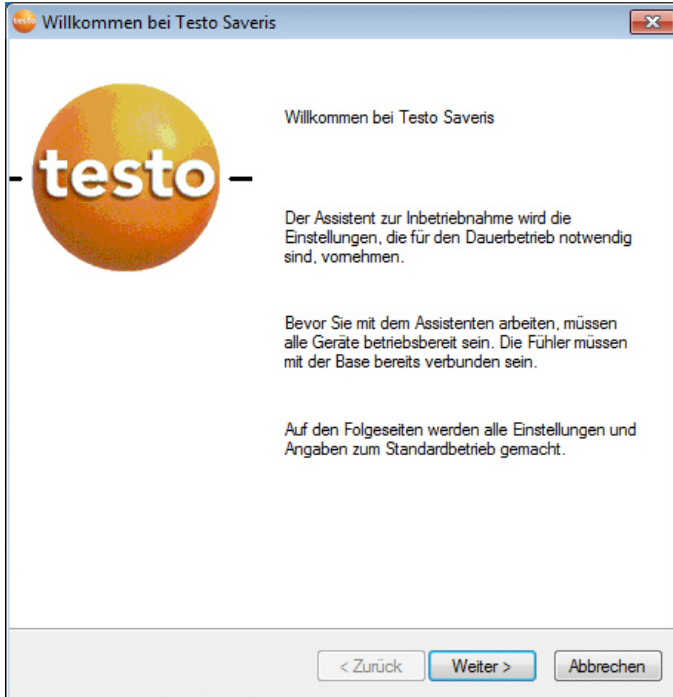 Willkommen bei Testo Saveris
testo
Willkommen bei Testo Saveris
Der Assistent zur Inbetriebnahme wird die
Einstellungen, die für den Dauerbetrieb notwendig
sind, vornehmen.
Bevor Sie mit dem Assistenten arbeiten, müssen
alle Geräte betriebsbereit sein. Die Fühler müssen
mit der Base bereits verbunden sein.
Auf den Folgeseiten werden alle Einstellungen und
Angaben zum Standardbetrieb gemacht.
< Zurück
Weiter >
Abbrechen